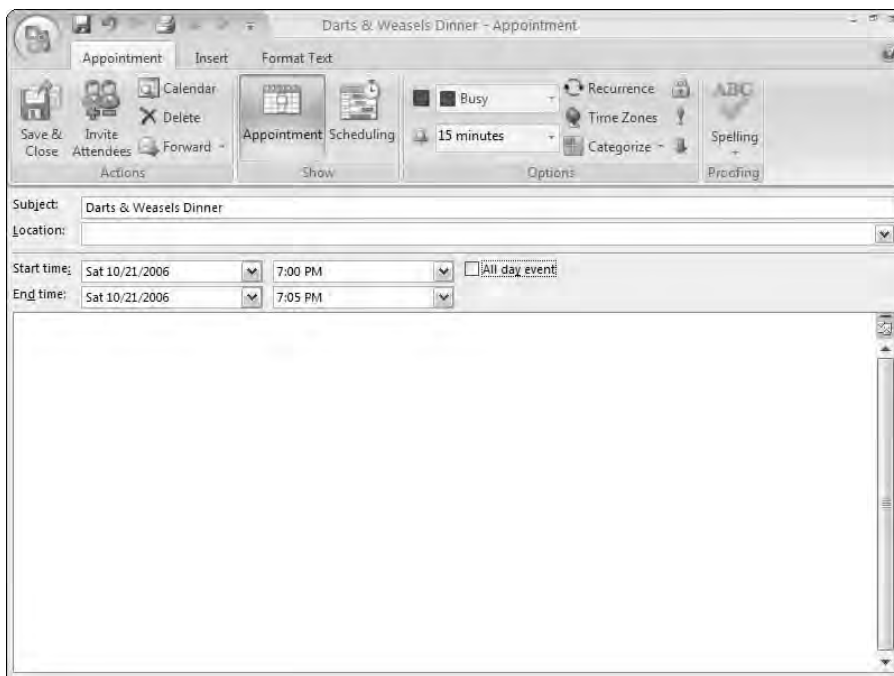 Darts & Weasels Dinner - Appointment
Appointment Insert Format Text
Save & Close
Invite Attendees
Calendar
Delete
Forward
Actions
Appointment
Scheduling
Show
Busy
15 minutes
Recurrence
Time Zones
Categorize
Options
ABC
Spelling
Proofing
Subject: Darts & Weasels Dinner
Location:
Start time: Sat 10/21/2006 7:00 PM All day event
End time: Sat 10/21/2006 7:05 PM